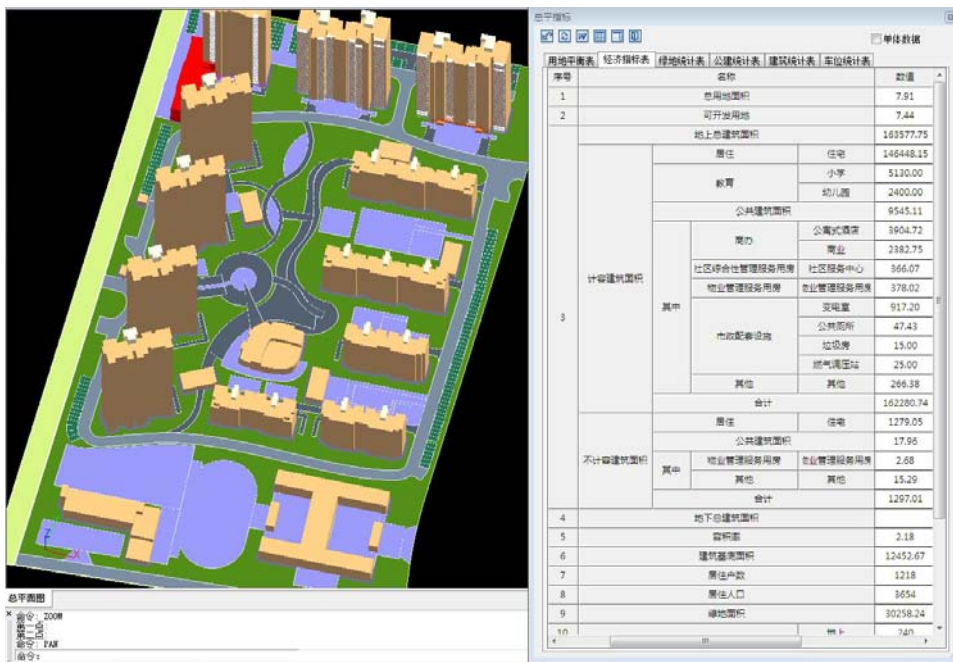 总平指标
单体数据
用地平衡表 经济指标表 绿地统计表 公建统计表 建筑统计表 车位统计表
序号 名称 数值
1 总用地面积 7.91
2 可开发用地 7.44
地上总建筑面积 163577.75
居住 住宅 146448.15
教育 小学 5130.00
幼儿园 2400.00
公共建筑面积 9545.11
商办 公寓式酒店 3904.72
商业 2382.75
社区综合性管理服务用房 社区服务中心 366.07
计容建筑面积 物业管理服务用房 物业管理服务用房 378.02
其中 变电室 917.20
3 市政配套设施 公共厕所 47.43
垃圾房 15.00
燃气调压站 25.00
其他 其他 266.38
合计 162280.74
居住 住宅 1279.05
公共建筑面积 17.96
不计容建筑面积 其中 物业管理服务用房 物业管理服务用房 2.68
其他 其他 15.29
合计 1297.01
4 地下总建筑面积
5 容积率 2.18
6 建筑基底面积 12452.67
7 居住户数 1218
8 居住人口 3654
9 绿地面积 30258.24
10 地上 240
Z
X
总平面图
命令: ZOOM
命令: PAN
命令: